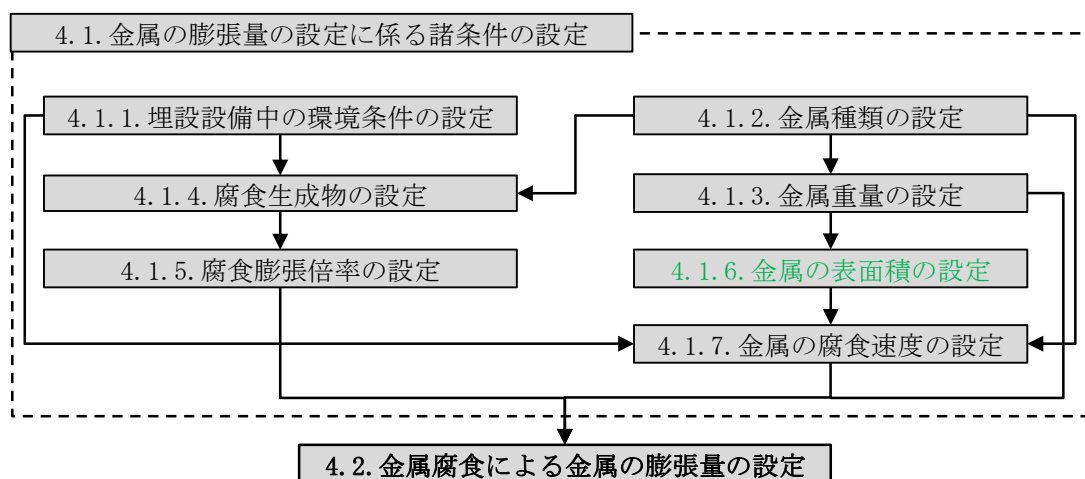 4.1.金属の膨張量の設定に係る諸条件の設定
4.1.1.埋設設備中の環境条件の設定
4.1.2.金属種類の設定
4.1.4.腐食生成物の設定
4.1.3.金属重量の設定
4.1.5.腐食膨張倍率の設定
4.1.6.金属の表面積の設定
4.1.7.金属の腐食速度の設定
4.2.金属腐食による金属の膨張量の設定